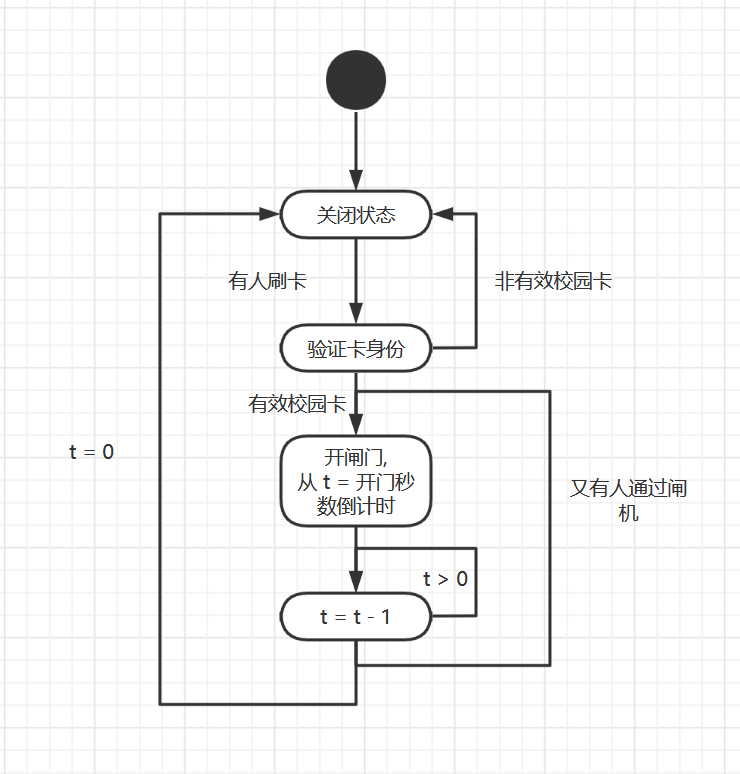 关闭状态
有人刷卡
非有效校园卡
验证卡身份
有效校园卡
开闸门,
从 t = 开门秒
数倒计时
t = 0
又有人通过闸
机
t > 0
t = t - 1